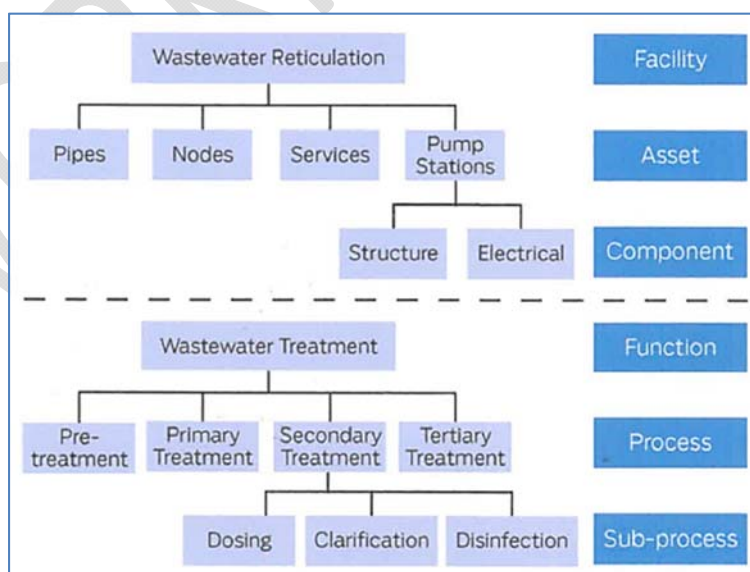 Wastewater Reticulation
Facility
Pipes
Nodes
Services
Pump
Stations
Asset
Structure
Electrical
Component
Wastewater Treatment
Function
Pre-
treatment
Primary
Treatment
Secondary
Treatment
Tertiary
Treatment
Process
Dosing
Clarification
Disinfection
Sub-process